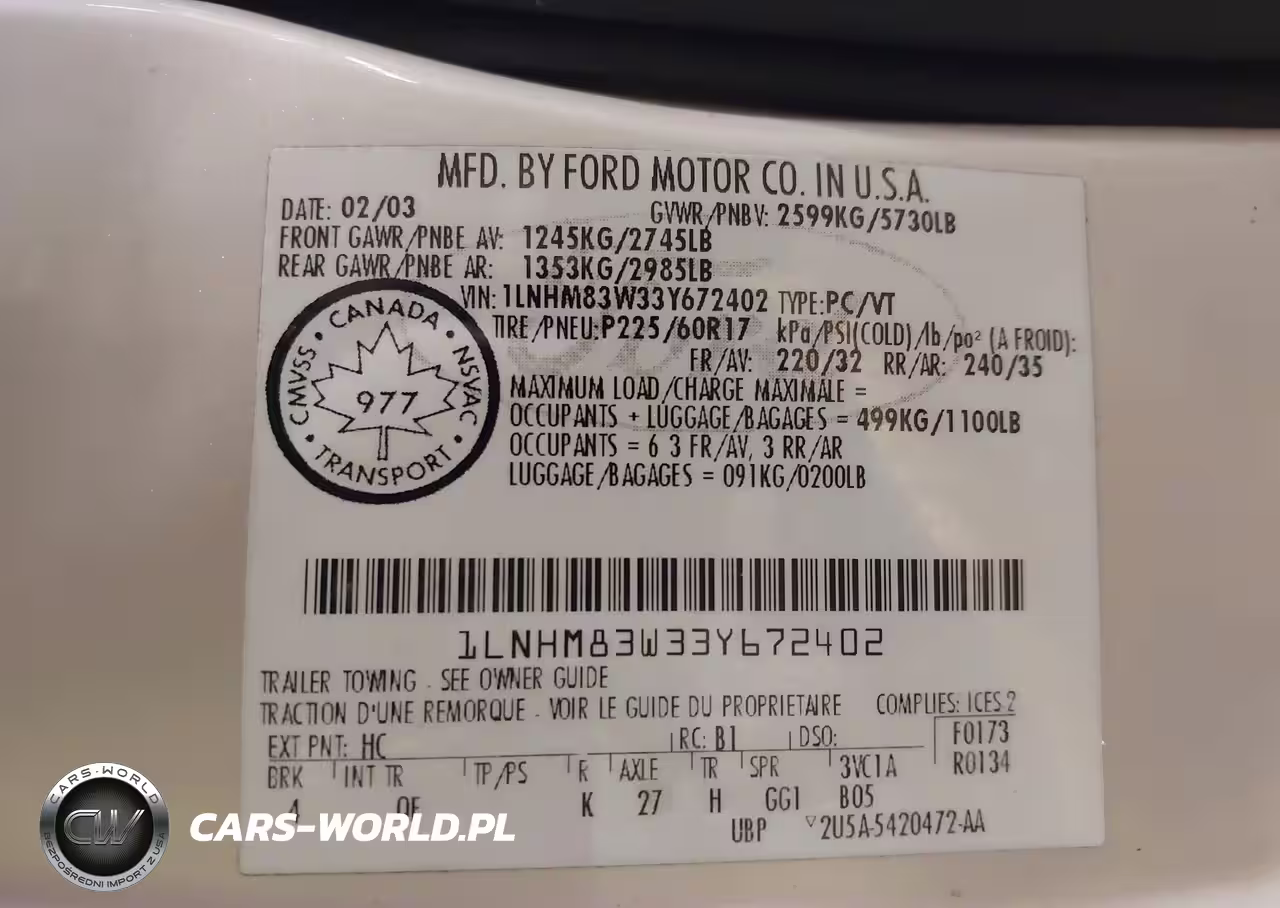 MFD. BY FORD MOTOR CO. IN U.S.A.
DATE: 02/03 GVWR/PNBV: 2599KG/5730LB
FRONT GAWR/PNBE AV: 1245KG/2745LB
REAR GAWR/PNBE AR: 1353KG/2985LB
VIN: 1LNHM83W33Y672402 TYPE:PC/VT
TIRE/PNEU:P225/60R17 kPa/PSI(COLD)/lb/po² (A FROID):
FR/AV: 220/32 RR/AR: 240/35
MAXIMUM LOAD/CHARGE MAXIMALE =
OCCUPANTS + LUGGAGE/BAGAGES = 499KG/1100LB
OCCUPANTS = 6 3 FR/AV, 3 RR/AR
LUGGAGE/BAGAGES = 091KG/0200LB
CANADA
CMVSS • 977 • NSVAC
TRANSPORT
1LNHM83W33Y672402
TRAILER TOWING - SEE OWNER GUIDE
TRACTION D'UNE REMORQUE - VOIR LE GUIDE DU PROPRIETAIRE COMPLIES: ICES 2
EXT PNT: HC RC: B1 DSO: F0173
BRK INT TR TP/PS R AXLE TR SPR 3VC1A R0134
4 K 27 H GG1 B05
UBP 2U5A-5420472-AA
CARS-WORLD
CW
BEZPOŚREDNI IMPORT Z USA
CARS-WORLD.PL